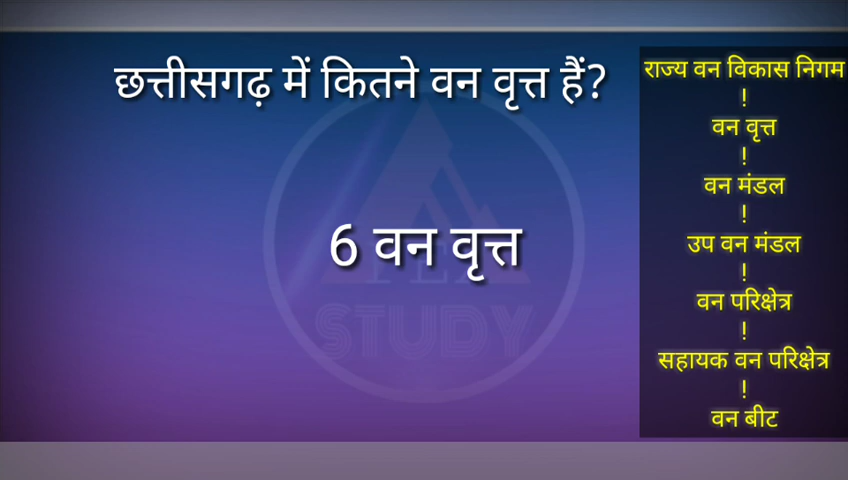 छत्तीसगढ़ में कितने वन वृत्त हैं?
6 वन वृत्त
STUDY
राज्य वन विकास निगम
!
वन वृत्त
!
वन मंडल
!
उप वन मंडल
!
वन परिक्षेत्र
!
सहायक वन परिक्षेत्र
!
वन बीट